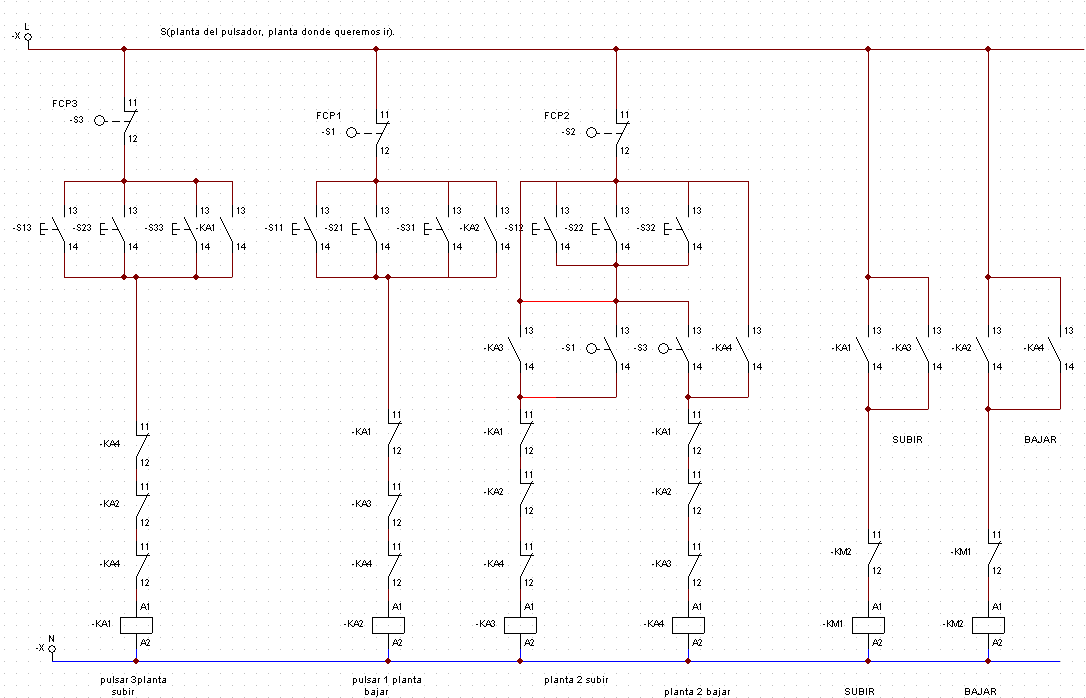 L
-X
S(planta del pulsador, planta donde queremos ir).
FCP3
11
-S3
12
FCP1
11
-S1
12
FCP2
11
-S2
12
13 13 13 13 13 13 13 13 13 13 13
-S13 -S23 -S33 -KA1 -S11 -S21 -S31 -KA2 -S12 -S22 -S32
14 14 14 14 14 14 14 14 14 14 14
13 13 13 13 13 13 13 13
-KA3 -S1 -S3 -KA4 -KA1 -KA3 -KA2 -KA4
14 14 14 14 14 14 14 14
11 11 11 11
-KA4 -KA1 -KA1 -KA1
12 12 12 12
SUBIR BAJAR
11 11 11 11
-KA2 -KA3 -KA2 -KA2
12 12 12 12
11 11 11 11 11 11
-KA4 -KA4 -KA4 -KA3 -KM2 -KM1
12 12 12 12 12 12
A1 A1 A1 A1 A1 A1
-KA1 -KA2 -KA3 -KA4 -KM1 -KM2
A2 A2 A2 A2 A2 A2
N
-X
pulsar 3planta
subir
pulsar 1 planta
bajar
planta 2 subir
planta 2 bajar
SUBIR
BAJAR